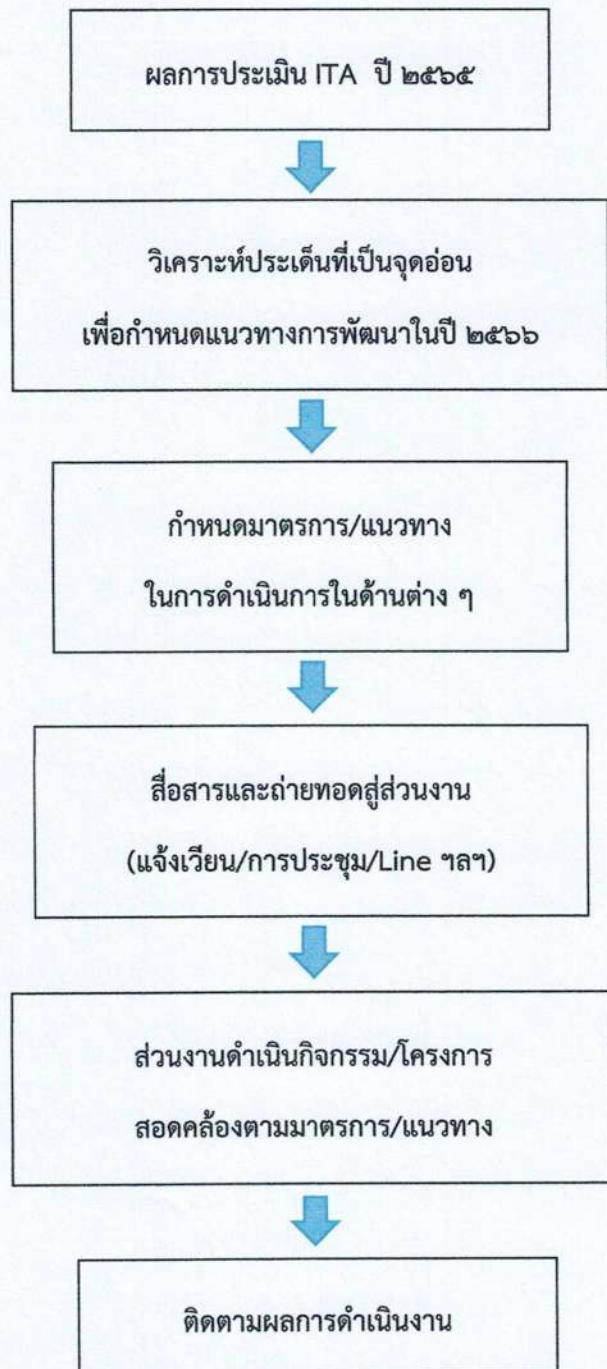 ผลการประเมิน ITA ปี ๒๕๖๕
วิเคราะห์ประเด็นที่เป็นจุดอ่อน
เพื่อกำหนดแนวทางการพัฒนาในปี ๒๕๖๖
กำหนดมาตรการ/แนวทาง
ในการดำเนินการในด้านต่าง ๆ
สื่อสารและถ่ายทอดสู่ส่วนงาน
(แจ้งเวียน/การประชุม/Line ฯลฯ)
ส่วนงานดำเนินกิจกรรม/โครงการ
สอดคล้องตามมาตรการ/แนวทาง
ติดตามผลการดำเนินงาน